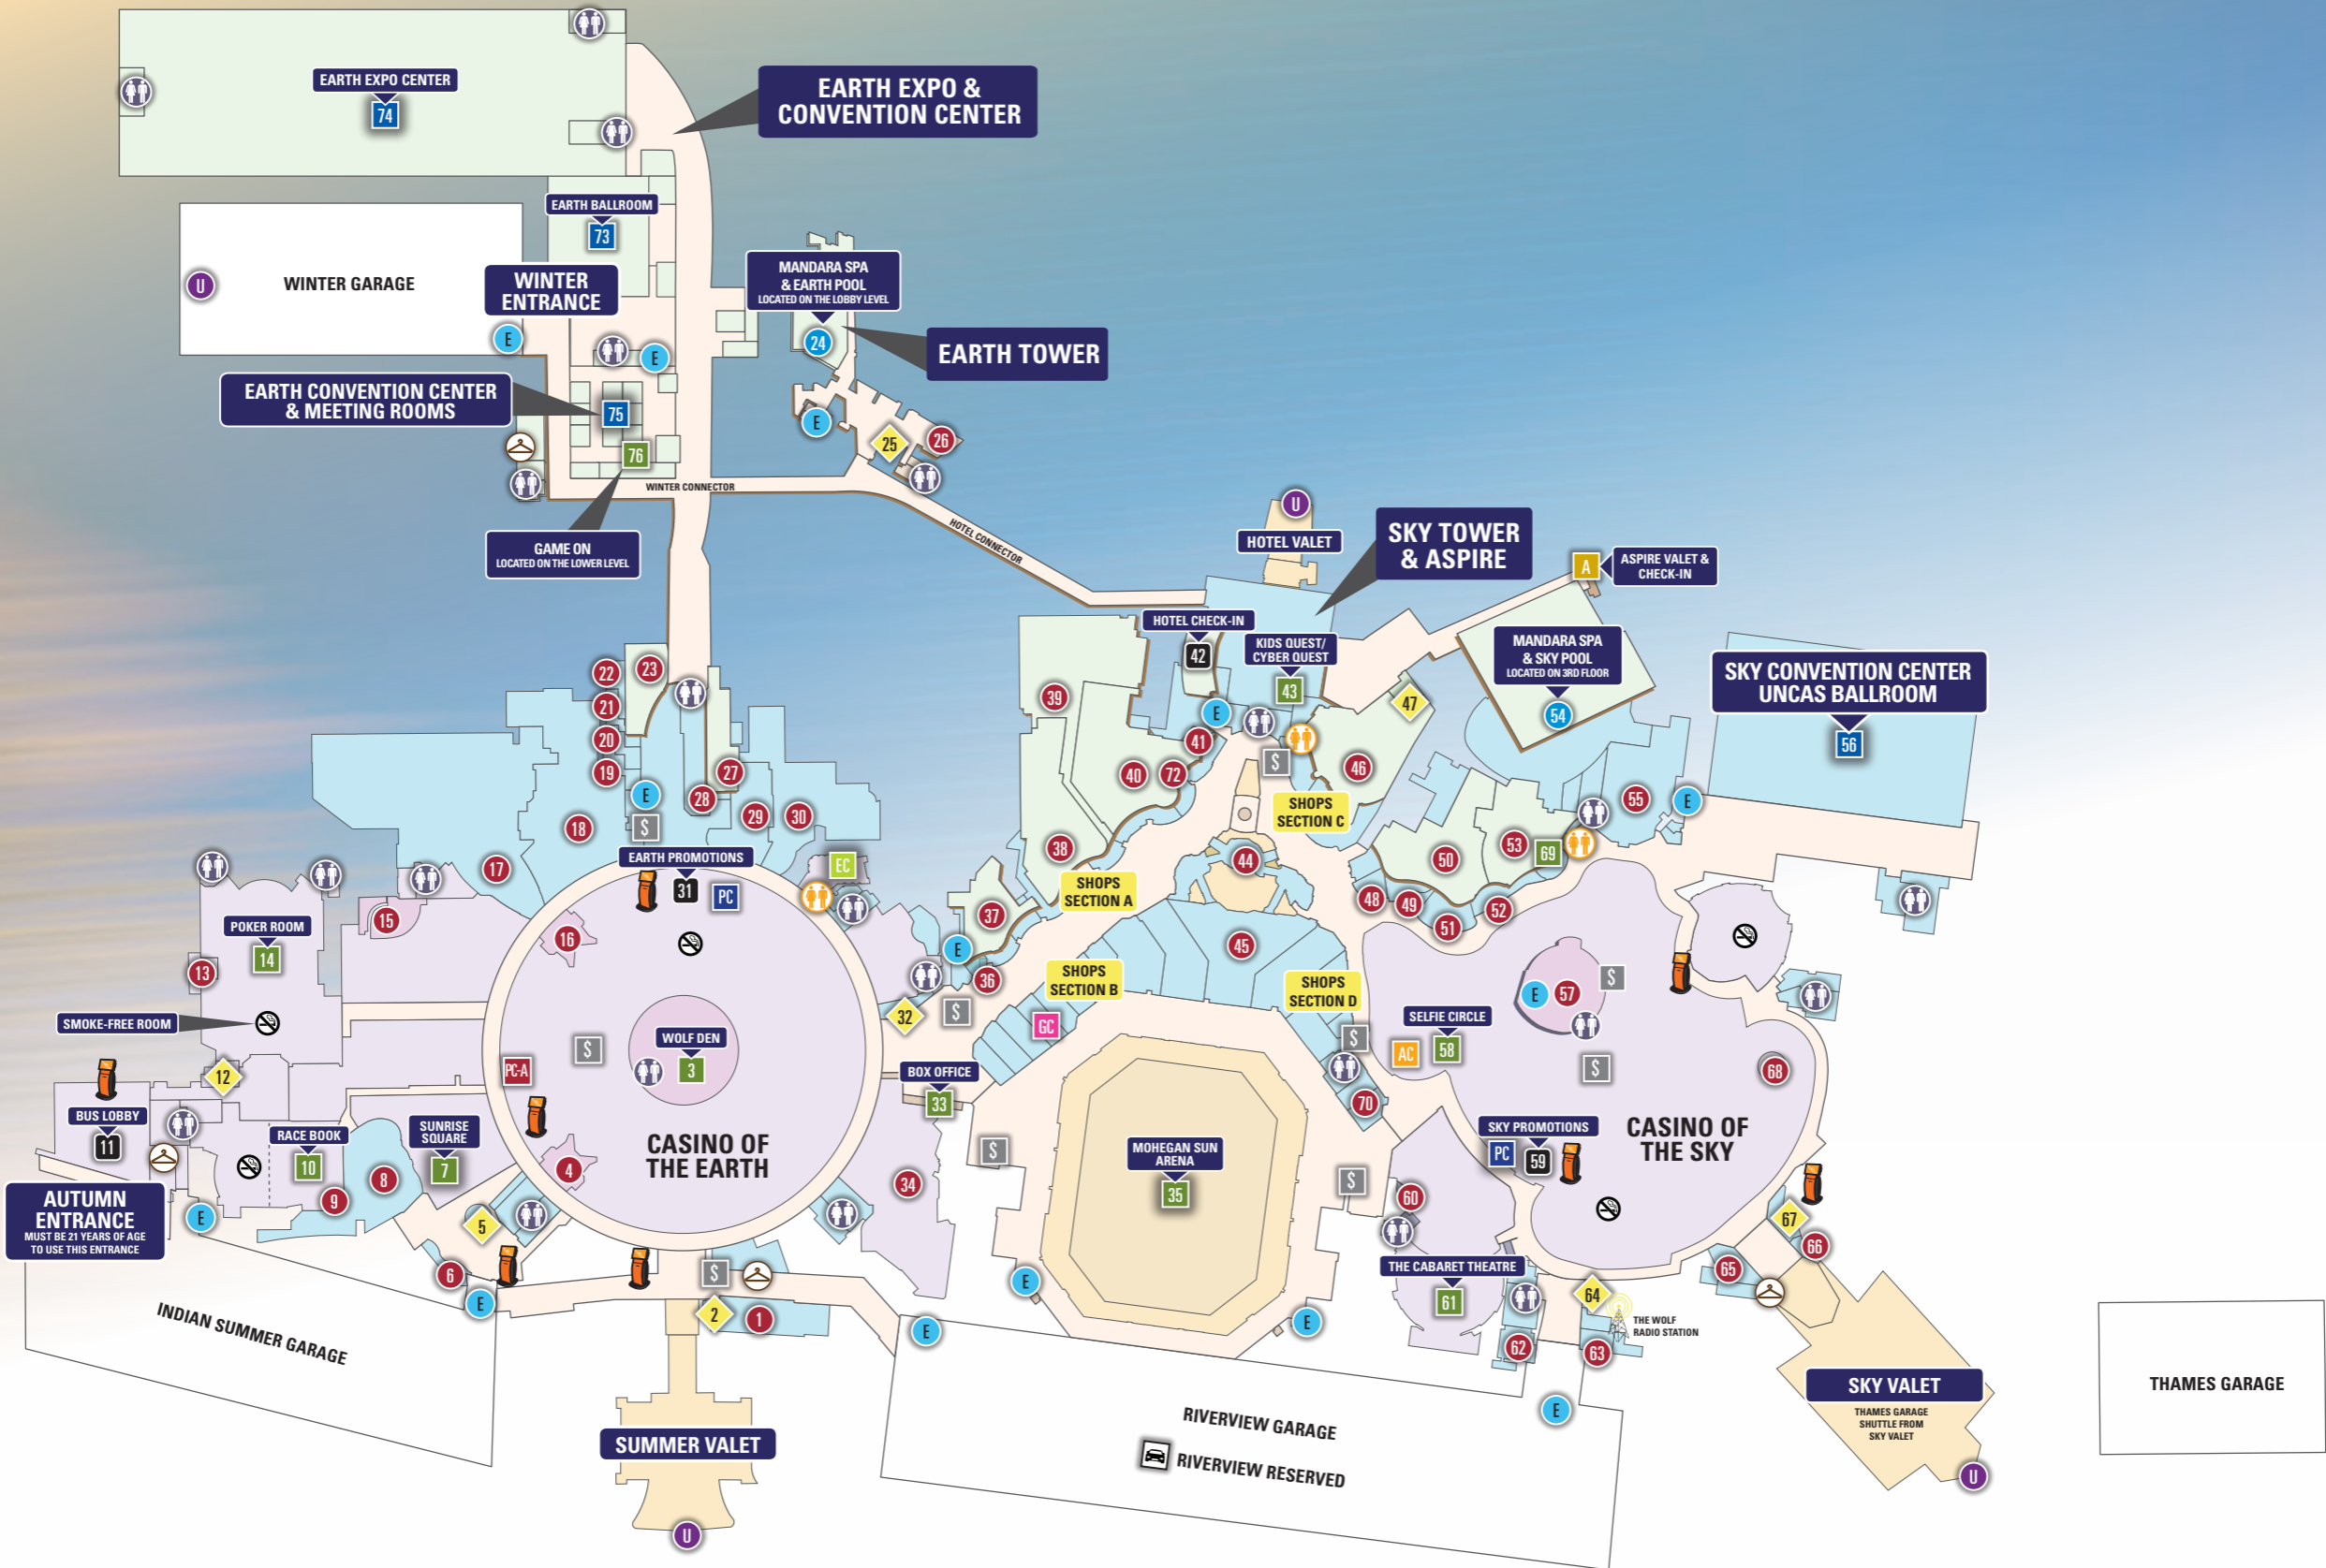 EARTH EXPO CENTER
74
EARTH EXPO &
CONVENTION CENTER
EARTH BALLROOM
73
WINTER GARAGE
U
WINTER
ENTRANCE
E
E
MANDARA SPA
& EARTH POOL
LOCATED ON THE LOBBY LEVEL
24
EARTH TOWER
EARTH CONVENTION CENTER
& MEETING ROOMS
75
76
E
25
26
WINTER CONNECTOR
HOTEL CONNECTOR
GAME ON
LOCATED ON THE LOWER LEVEL
U
HOTEL VALET
SKY TOWER
& ASPIRE
A
ASPIRE VALET &
CHECK-IN
HOTEL CHECK-IN
42
KIDS QUEST/
CYBER QUEST
43
MANDARA SPA
& SKY POOL
LOCATED ON 3RD FLOOR
54
SKY CONVENTION CENTER
UNCAS BALLROOM
56
22
23
21
20
19
18
17
E
$
27
28
29
30
39
40
72
41
E
$
38
46
47
SHOPS
SECTION C
44
50
53
69
55
E
48
49
51
52
EARTH PROMOTIONS
31
PC
EC
SHOPS
SECTION A
37
E
36
POKER ROOM
14
13
15
16
SMOKE-FREE ROOM
12
SHOPS
SECTION B
45
SHOPS
SECTION D
GC
32
$
$
WOLF DEN
3
PC-A
$
BOX OFFICE
33
SELFIE CIRCLE
58
AC
E
57
$
$
68
70
BUS LOBBY
11
RACE BOOK
10
SUNRISE
SQUARE
7
8
9
4
5
6
CASINO OF
THE EARTH
34
$
MOHEGAN SUN
ARENA
35
$
60
SKY PROMOTIONS
PC
59
CASINO OF
THE SKY
AUTUMN
ENTRANCE
MUST BE 21 YEARS OF AGE
TO USE THIS ENTRANCE
E
E
$
2
1
E
E
E
THE CABARET THEATRE
61
62
64
63
THE WOLF
RADIO STATION
65
66
67
E
INDIAN SUMMER GARAGE
SUMMER VALET
U
RIVERVIEW GARAGE
RIVERVIEW RESERVED
SKY VALET
THAMES GARAGE
SHUTTLE FROM
SKY VALET
U
THAMES GARAGE